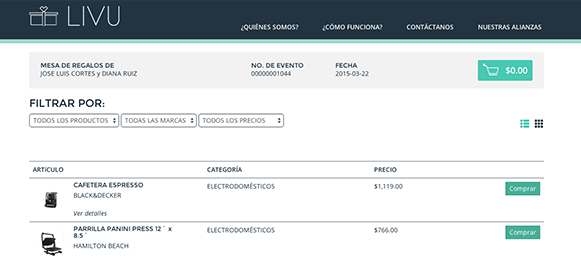 LIVU
¿QUIÉNES SOMOS? ¿CÓMO FUNCIONA? CONTÁCTANOS NUESTRAS ALIANZAS
MESA DE REGALOS DE NO. DE EVENTO FECHA
JOSE LUIS CORTES y DIANA RUIZ 00000001044 2015-03-22 $0.00
FILTRAR POR:
TODOS LOS PRODUCTOS TODAS LAS MARCAS TODOS LOS PRECIOS
ARTICULO CATEGORÍA PRECIO
CAFETERA ESPRESSO ELECTRODOMÉSTICOS $1,119.00 Comprar
BLACK&DECKER
Ver detalles
PARRILLA PANINI PRESS 12¨ x ELECTRODOMÉSTICOS $766.00 Comprar
8.5¨
HAMILTON BEACH